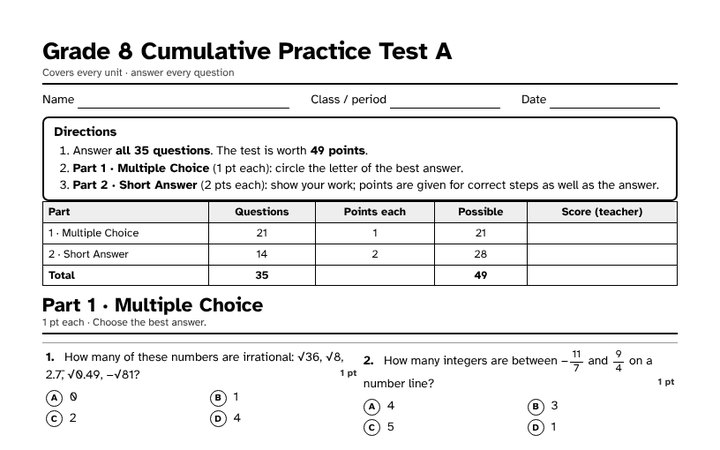 Grade 8 Cumulative Practice Test A
Covers every unit · answer every question
Name Class / period Date
Directions
1. Answer all 35 questions. The test is worth 49 points.
2. Part 1 · Multiple Choice (1 pt each): circle the letter of the best answer.
3. Part 2 · Short Answer (2 pts each): show your work; points are given for correct steps as well as the answer.
Part Questions Points each Possible Score (teacher)
1 · Multiple Choice 21 1 21
2 · Short Answer 14 2 28
Total 35 49
Part 1 · Multiple Choice
1 pt each · Choose the best answer.
1. How many of these numbers are irrational: √36, √8,
2.7̅, √0.49, −√81? 1 pt
A 0 B 1
C 2 D 4
2. How many integers are between −11/7 and 9/4 on a
number line? 1 pt
A 4 B 3
C 5 D 1